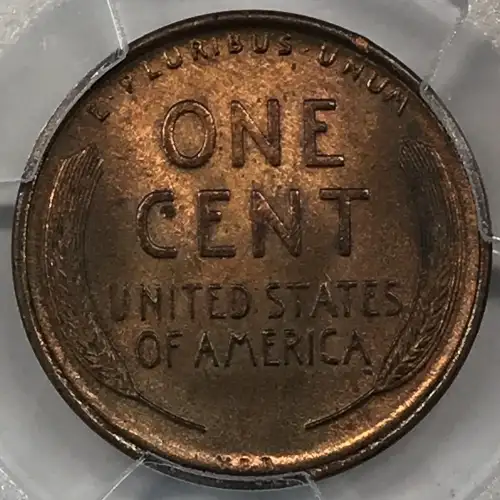 E·PLURIBUS·UNUM
ONE
CENT
UNITED STATES
OF AMERICA
V.D.B.